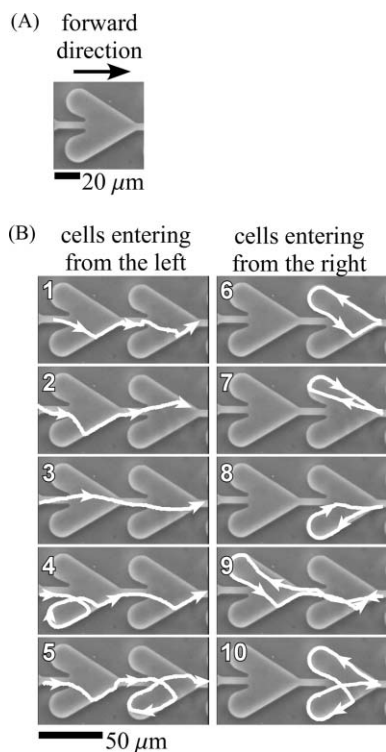 (A) forward
direction
20 μm
(B) cells entering from the left
cells entering from the right
1
6
2
7
3
8
4
9
5
10
50 μm